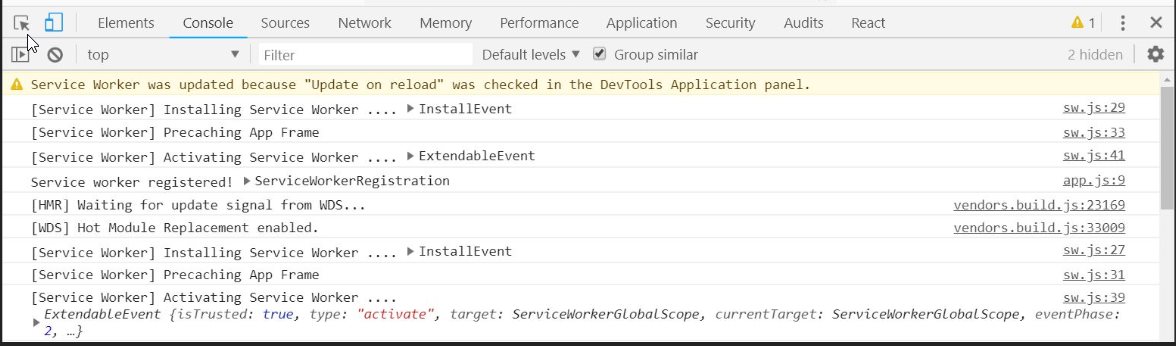 Elements Console Sources Network Memory Performance Application Security Audits React 1
top Filter Default levels Group similar 2 hidden
Service Worker was updated because "Update on reload" was checked in the DevTools Application panel.
[Service Worker] Installing Service Worker .... InstallEvent sw.js:29
[Service Worker] Precaching App Frame sw.js:33
[Service Worker] Activating Service Worker .... ExtendableEvent sw.js:41
Service worker registered! ServiceWorkerRegistration app.js:9
[HMR] Waiting for update signal from WDS... vendors.build.js:23169
[WDS] Hot Module Replacement enabled. vendors.build.js:33009
[Service Worker] Installing Service Worker .... InstallEvent sw.js:27
[Service Worker] Precaching App Frame sw.js:31
[Service Worker] Activating Service Worker .... sw.js:39
ExtendableEvent {isTrusted: true, type: "activate", target: ServiceWorkerGlobalScope, currentTarget: ServiceWorkerGlobalScope, eventPhase:
2, …}